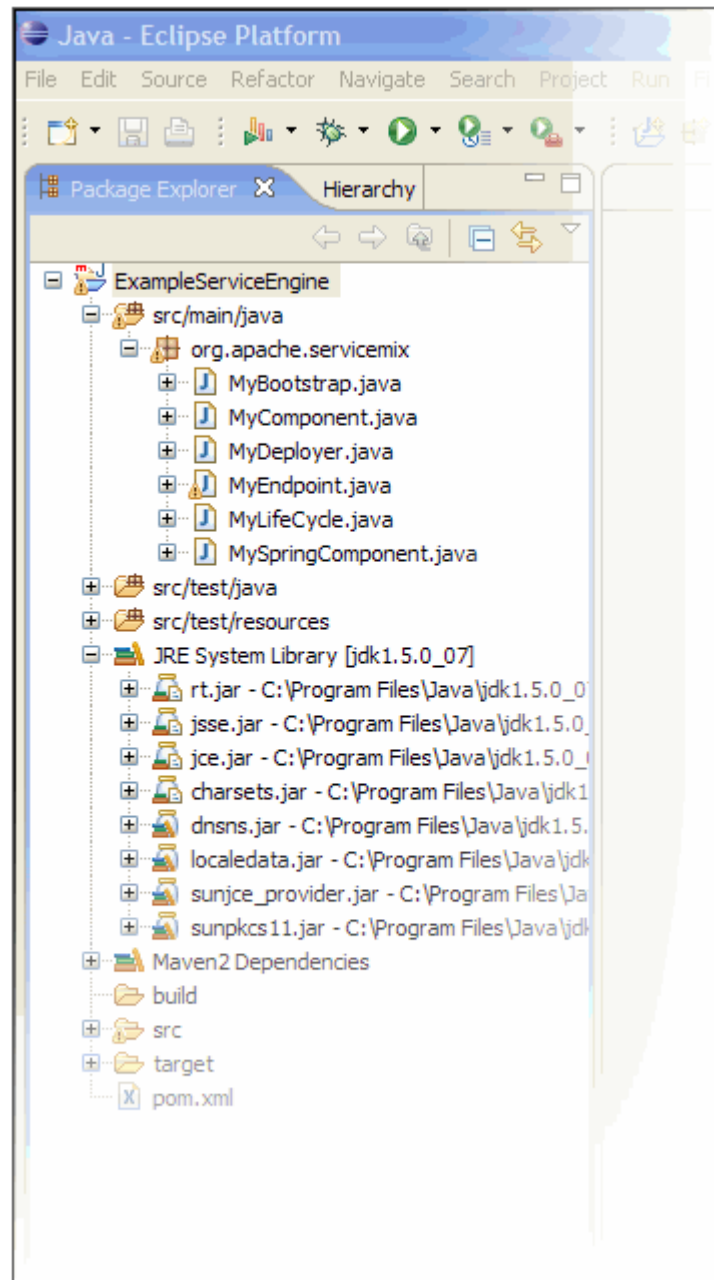 Java - Eclipse Platform
File Edit Source Refactor Navigate Search Project Run
Package Explorer Hierarchy
ExampleServiceEngine
src/main/java
org.apache.servicemix
MyBootstrap.java
MyComponent.java
MyDeployer.java
MyEndpoint.java
MyLifeCycle.java
MySpringComponent.java
src/test/java
src/test/resources
JRE System Library [jdk1.5.0_07]
rt.jar - C:\Program Files\Java\jdk1.5.0_0
jsse.jar - C:\Program Files\Java\jdk1.5.0_
jce.jar - C:\Program Files\Java\jdk1.5.0_
charsets.jar - C:\Program Files\Java\jdk1
dnsns.jar - C:\Program Files\Java\jdk1.5.
localedata.jar - C:\Program Files\Java\jdk
sunjce_provider.jar - C:\Program Files\Ja
sunpkcs11.jar - C:\Program Files\Java\jdk
Maven2 Dependencies
build
src
target
pom.xml